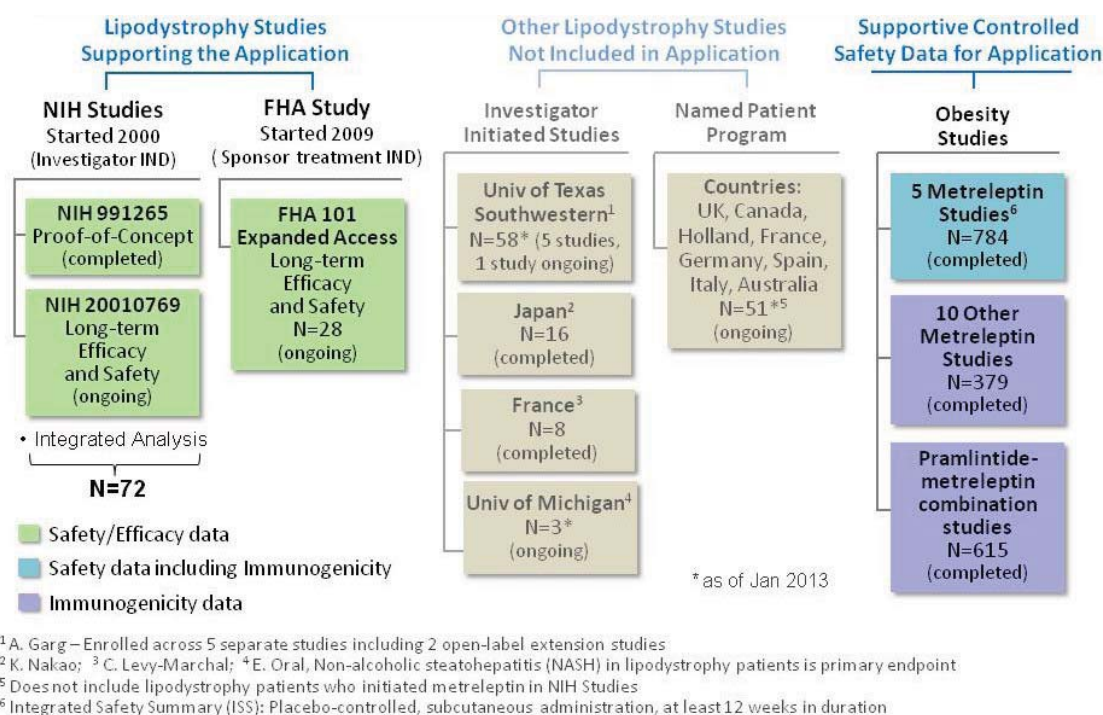 Lipodystrophy Studies
Supporting the Application
NIH Studies
Started 2000
(Investigator IND)
NIH 991265
Proof-of-Concept
(completed)
NIH 20010769
Long-term
Efficacy
and Safety
(ongoing)
• Integrated Analysis
N=72
FHA Study
Started 2009
( Sponsor treatment IND)
FHA 101
Expanded Access
Long-term
Efficacy
and Safety
N=28
(ongoing)
Other Lipodystrophy Studies
Not Included in Application
Investigator
Initiated Studies
Univ of Texas
Southwestern¹
N=58* (5 studies,
1 study ongoing)
Japan²
N=16
(completed)
France³
N=8
(completed)
Univ of Michigan⁴
N=3*
(ongoing)
Named Patient
Program
Countries:
UK, Canada,
Holland, France,
Germany, Spain,
Italy, Australia
N=51*⁵
(ongoing)
*as of Jan 2013
Supportive Controlled
Safety Data for Application
Obesity
Studies
5 Metreleptin
Studies⁶
N=784
(completed)
10 Other
Metreleptin
Studies
N=379
(completed)
Pramlintide-
metreleptin
combination
studies
N=615
(completed)
Safety/Efficacy data
Safety data including Immunogenicity
Immunogenicity data
¹ A. Garg – Enrolled across 5 separate studies including 2 open-label extension studies
² K. Nakao; ³ C. Levy-Marchal; ⁴ E. Oral, Non-alcoholic steatohepatitis (NASH) in lipodystrophy patients is primary endpoint
⁵ Does not include lipodystrophy patients who initiated metreleptin in NIH Studies
⁶ Integrated Safety Summary (ISS): Placebo-controlled, subcutaneous administration, at least 12 weeks in duration